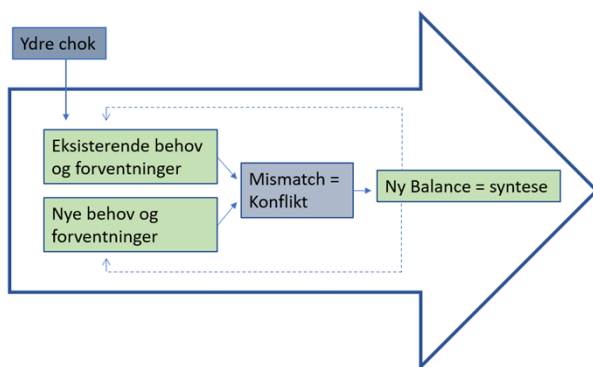 Ydre chok
Eksisterende behov
og forventninger
Nye behov og
forventninger
Mismatch =
Konflikt
Ny Balance = syntese